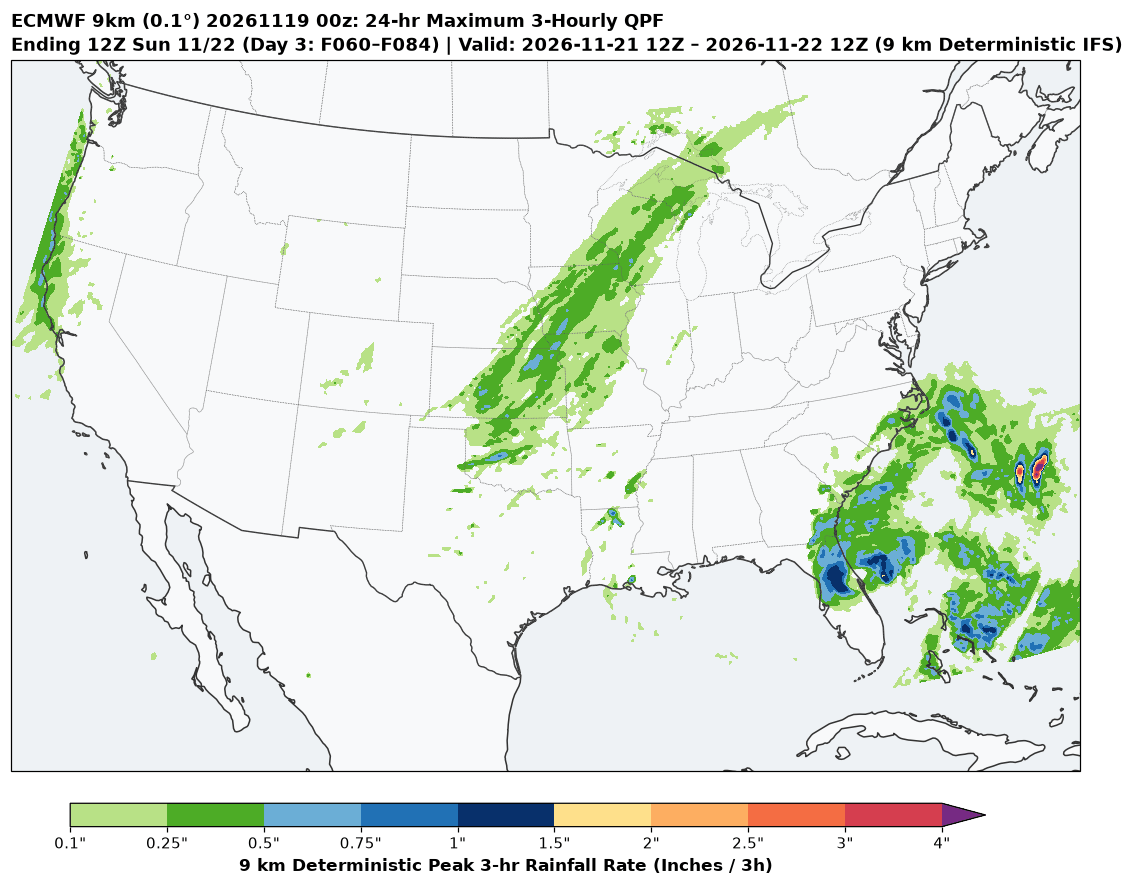 ECMWF 9km (0.1°) 20261119 00z: 24-hr Maximum 3-Hourly QPF
Ending 12Z Sun 11/22 (Day 3: F060–F084) | Valid: 2026-11-21 12Z – 2026-11-22 12Z (9 km Deterministic IFS)
0.1" 0.25" 0.5" 0.75" 1" 1.5" 2" 2.5" 3" 4"
9 km Deterministic Peak 3-hr Rainfall Rate (Inches / 3h)